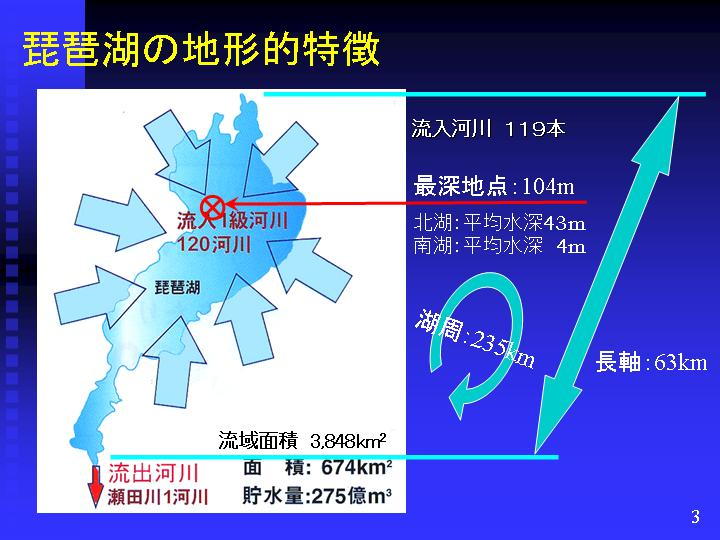 琵琶湖の地形的特徴
流入河川　119本
最深地点：104m
流入1級河川
120河川
北湖：平均水深43m
南湖：平均水深　4m
琵琶湖
湖周：235km
長軸：63km
流域面積　3,848km²
面　積：674km²
流出河川
瀬田川1河川
貯水量：275億m³
3